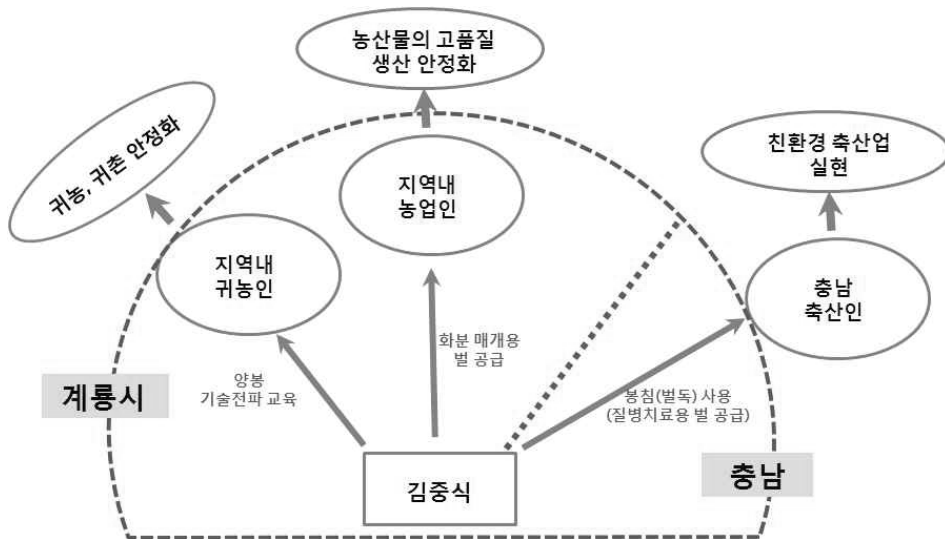 농산물의 고품질
생산 안정화
귀농, 귀촌 안정화
친환경 축산업
실현
지역내
농업인
지역내
귀농인
충남
축산인
화분 매개용
벌 공급
양봉
기술전파 교육
봉침(벌독) 사용
(질병치료용 벌 공급)
계룡시
충남
김중식